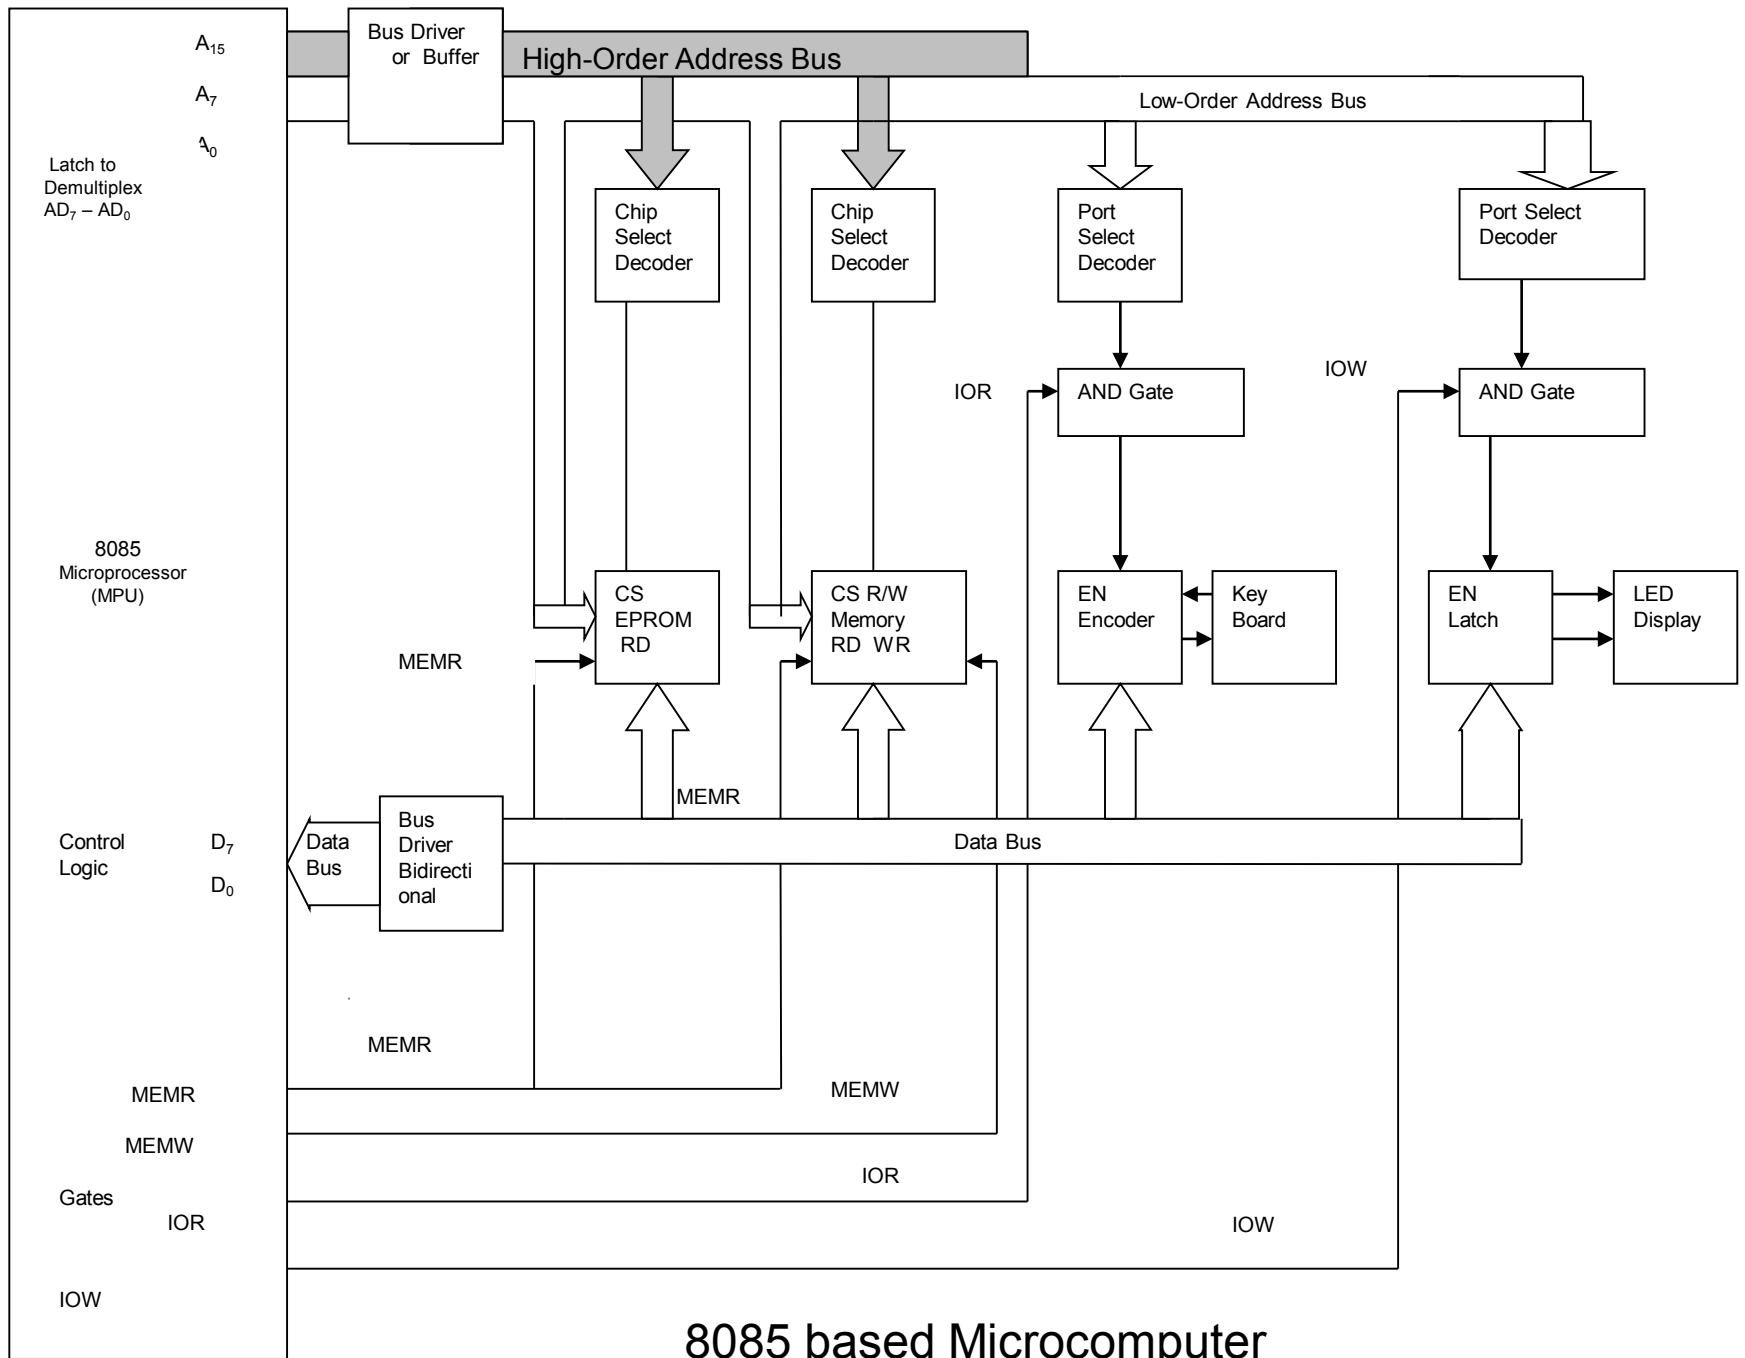 A15
Bus Driver
or Buffer
High-Order Address Bus
A7
Low-Order Address Bus
A0
Latch to
Demultiplex
AD7 – AD0
Chip
Select
Decoder
Chip
Select
Decoder
Port
Select
Decoder
Port Select
Decoder
IOR
AND Gate
IOW
AND Gate
8085
Microprocessor
(MPU)
CS
EPROM
RD
CS R/W
Memory
RD WR
EN
Encoder
Key
Board
EN
Latch
LED
Display
MEMR
MEMR
Control
Logic
D7
D0
Data
Bus
Bus
Driver
Bidirecti
onal
Data Bus
MEMR
MEMR
MEMW
MEMW
IOR
Gates
IOR
IOW
IOW
8085 based Microcomputer